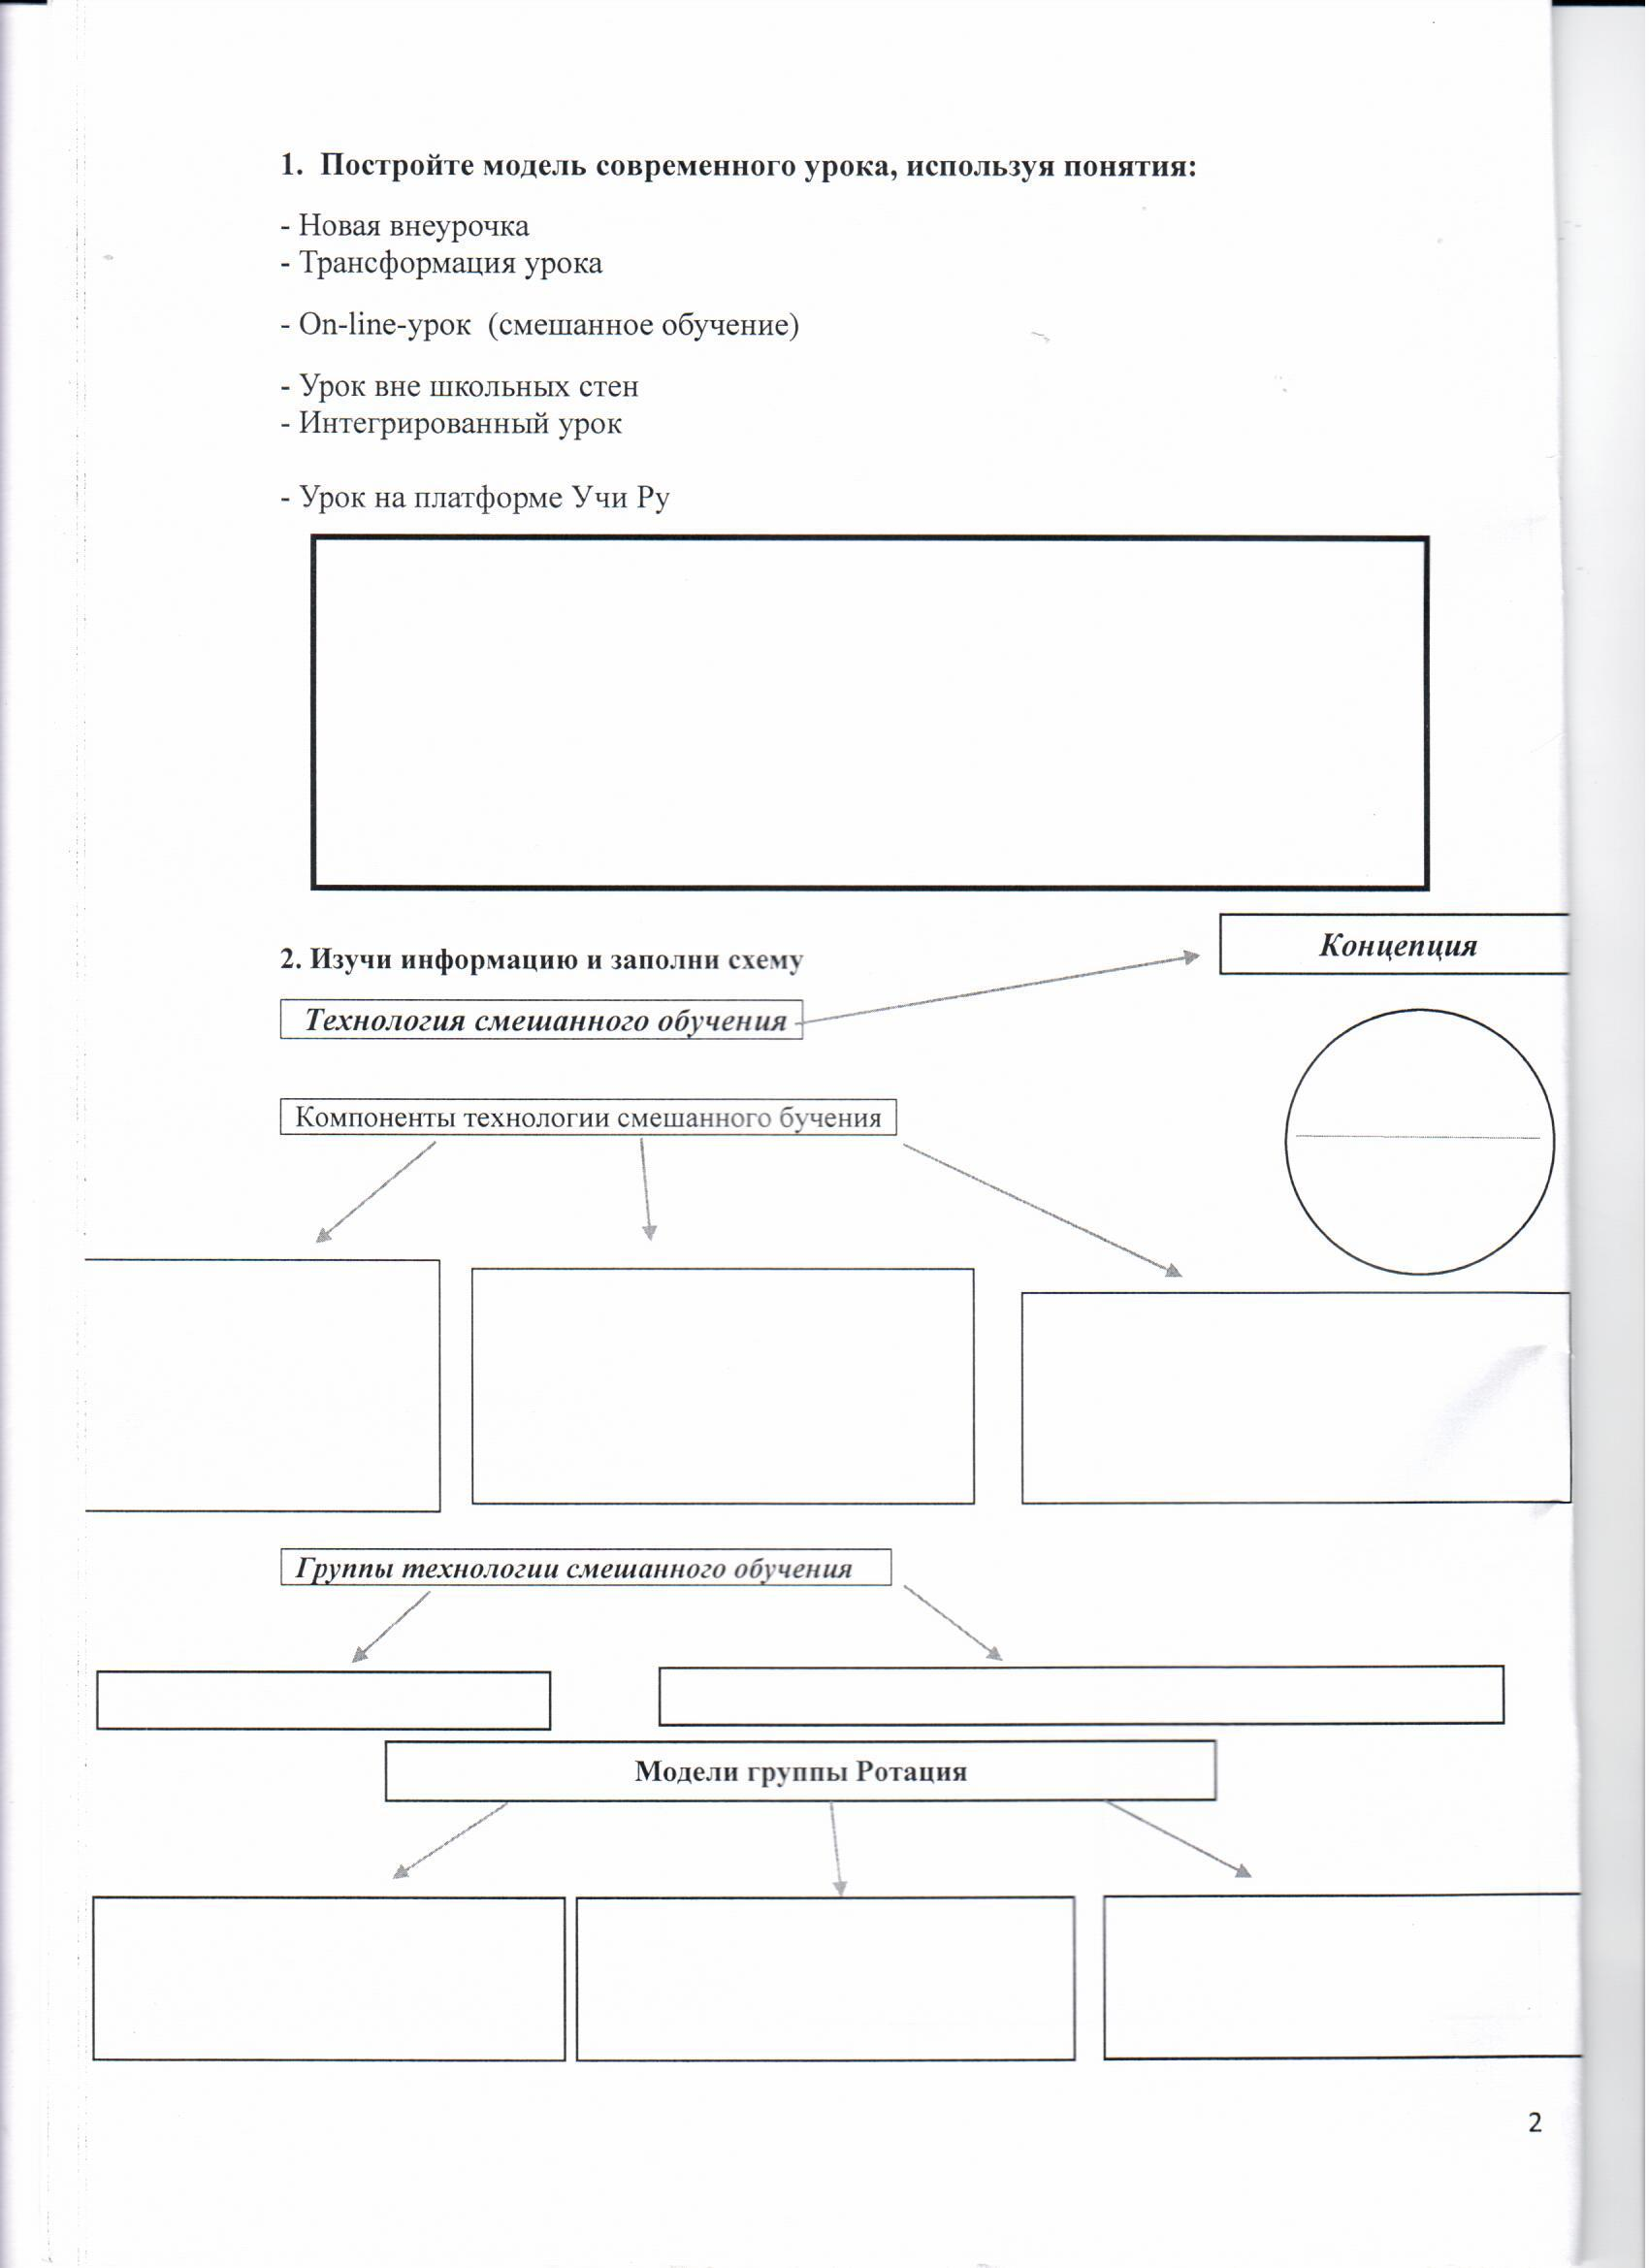 1. Постройте модель современного урока, используя понятия:
- Новая внеурочка
- Трансформация урока
- On-line-урок (смешанное обучение)
- Урок вне школьных стен
- Интегрированный урок
- Урок на платформе Учи Ру
Концепция
2. Изучи информацию и заполни схему
Технология смешанного обучения
Компоненты технологии смешанного бучения
Группы технологии смешанного обучения
Модели группы Ротация
2